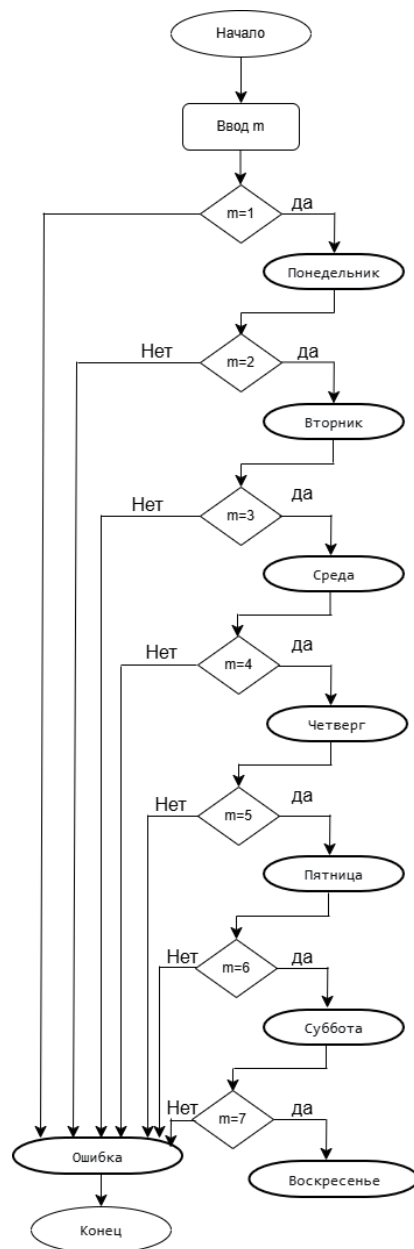 Начало
Ввод m
m=1
да
Понедельник
Нет
m=2
да
Вторник
Нет
m=3
да
Среда
Нет
m=4
да
Четверг
Нет
m=5
да
Пятница
Нет
m=6
да
Суббота
Нет
m=7
да
Ошибка
Воскресенье
Конец